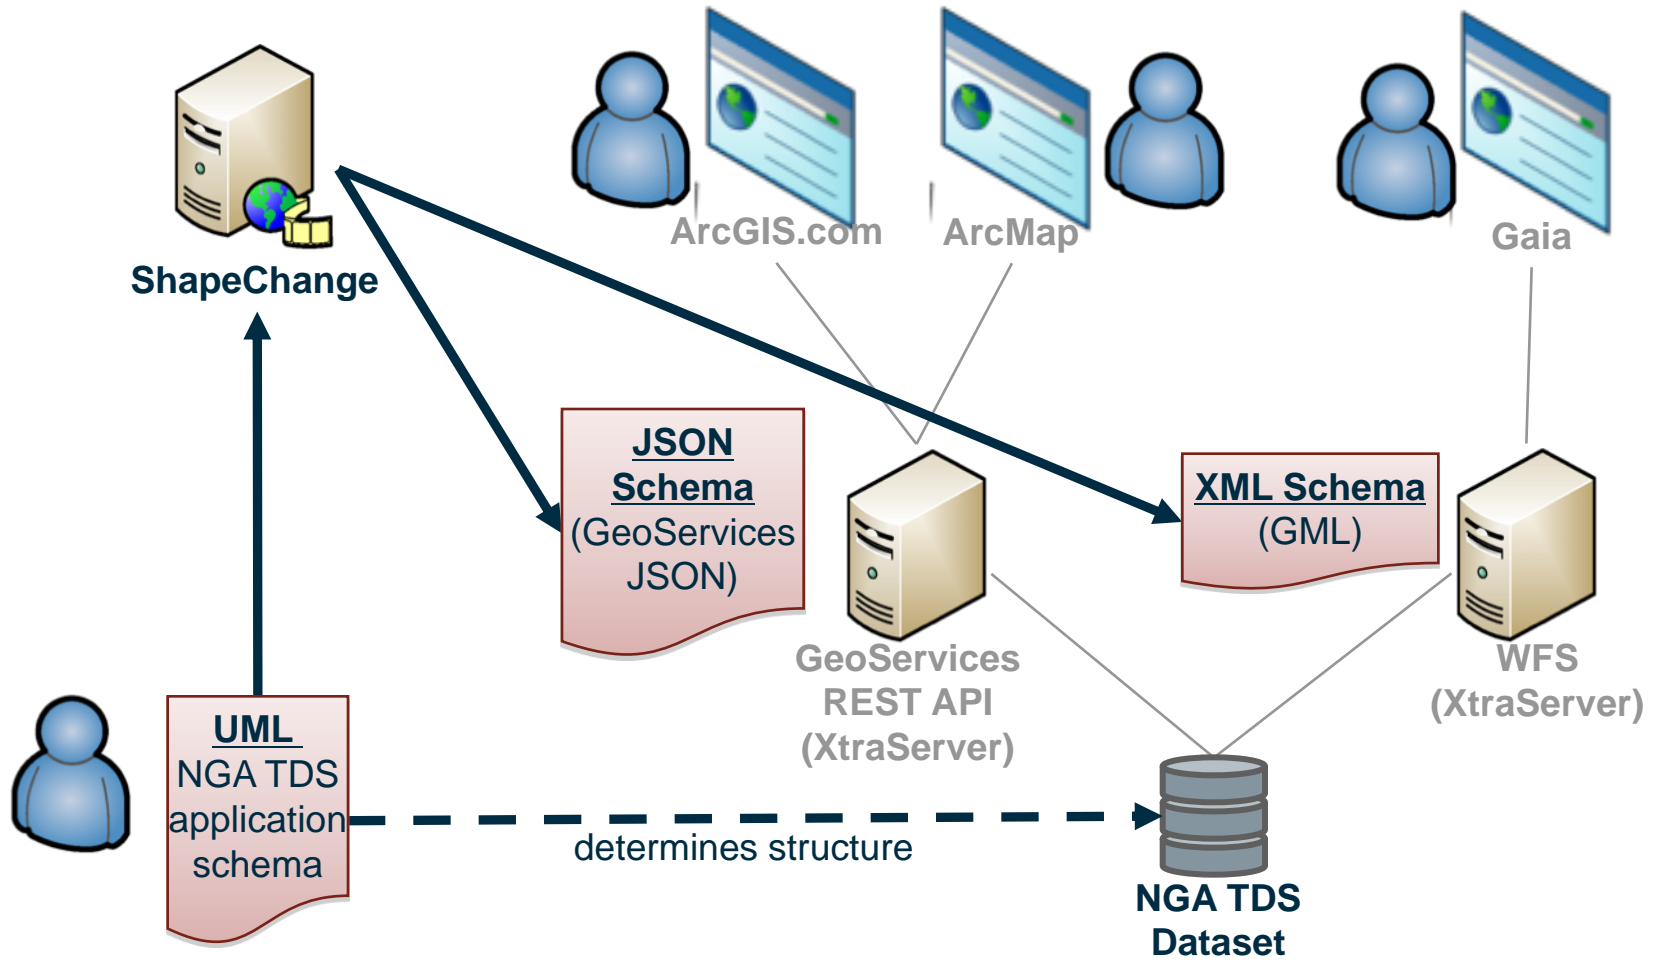 ArcGIS.com
ArcMap
Gaia
ShapeChange
JSON
Schema
(GeoServices
JSON)
XML Schema
(GML)
GeoServices
REST API
(XtraServer)
WFS
(XtraServer)
UML
NGA TDS
application
schema
determines structure
NGA TDS
Dataset